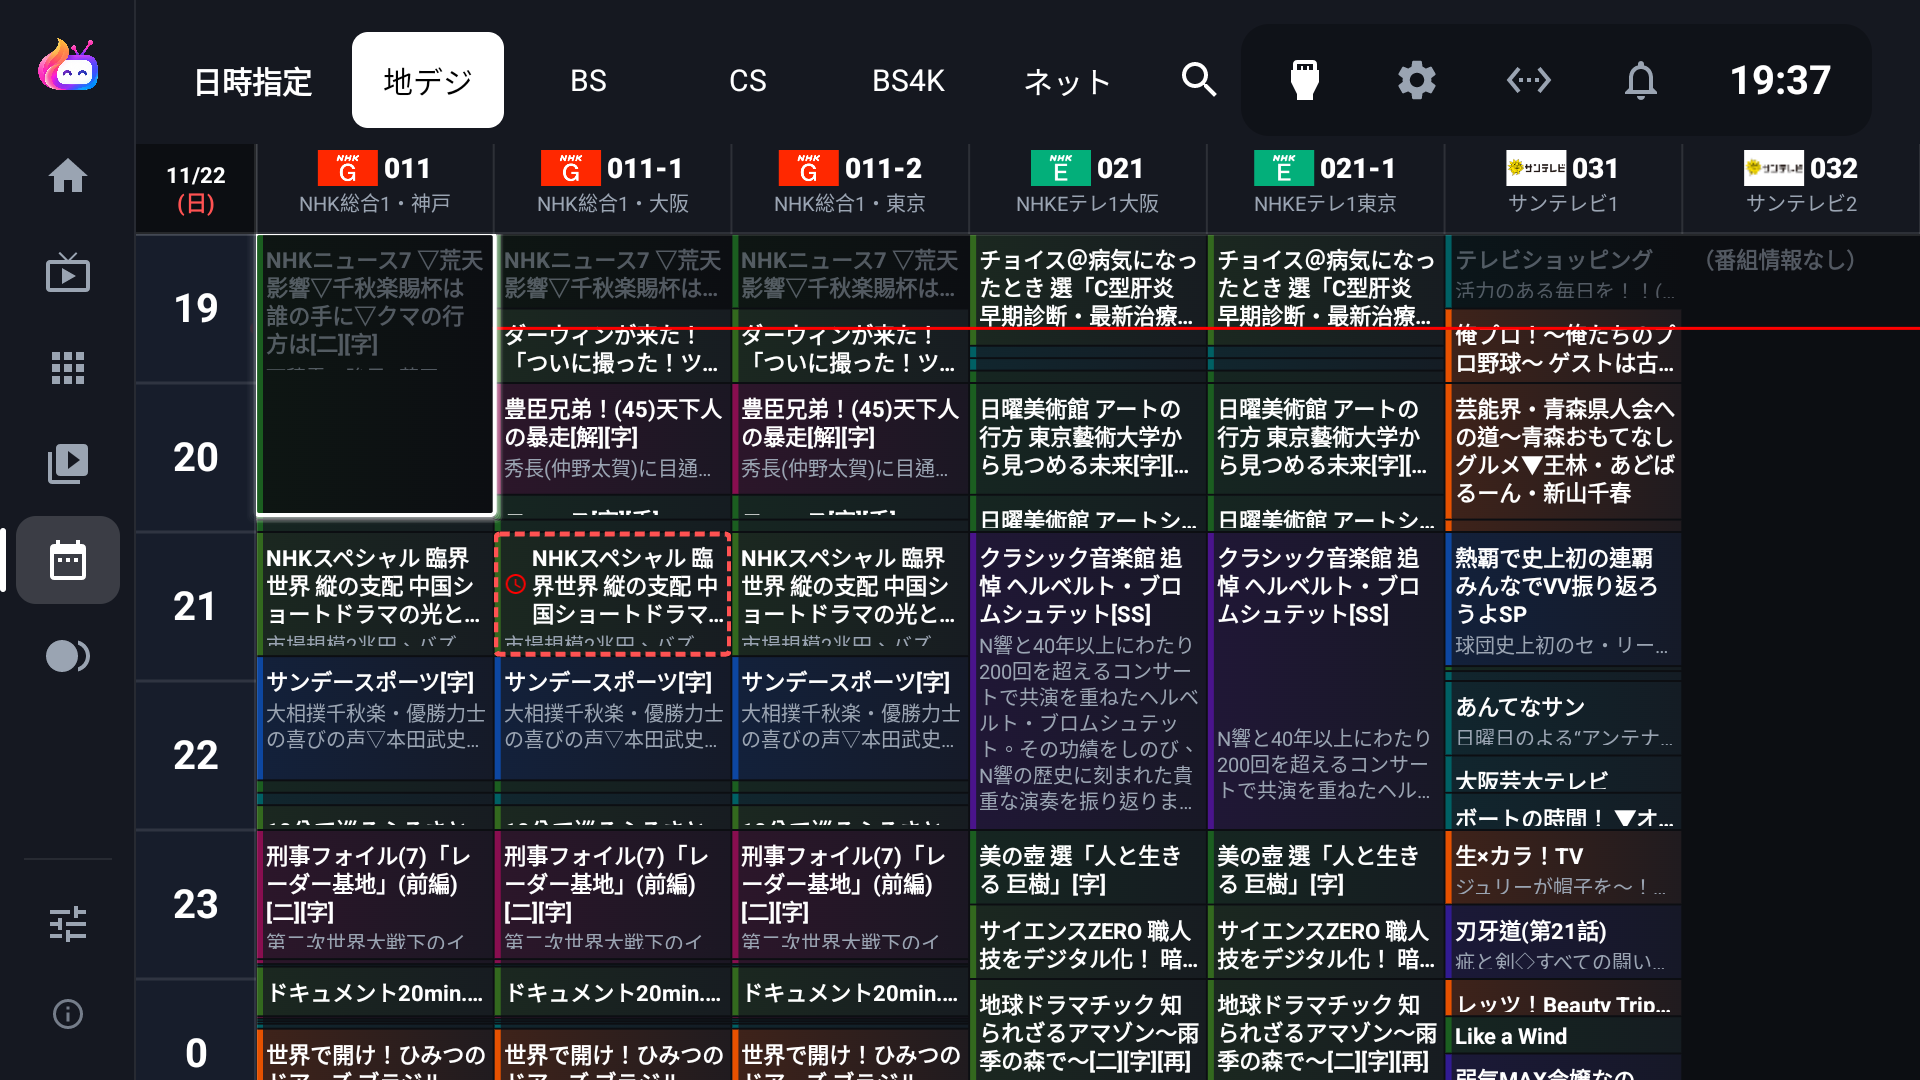 日時指定
地デジ
BS
CS
BS4K
ネット
19:37
11/22
(日)
NHK
G
011
NHK総合1・神戸
NHK
G
011-1
NHK総合1・大阪
NHK
G
011-2
NHK総合1・東京
NHK
E
021
NHKEテレ1大阪
NHK
E
021-1
NHKEテレ1東京
サンテレビ
031
サンテレビ1
サンテレビ
032
サンテレビ2
19
20
21
22
23
0
NHKニュース7 ▽荒天
影響▽千秋楽賜杯は
誰の手に▽クマの行
方は[二][字]
NHKスペシャル 臨界
世界 縦の支配 中国シ
ョートドラマの光と...
市場規模2兆円、バブ
サンデースポーツ[字]
大相撲千秋楽・優勝力士
の喜びの声▽本田武史...
刑事フォイル(7)「レ
ーダー基地」(前編)
[二][字]
第二次世界大戦下のイ
ドキュメント20min....
世界で開け！ひみつの
NHKニュース7 ▽荒天
影響▽千秋楽賜杯は...
ダーウィンが来た！
「ついに撮った！ツ...
豊臣兄弟！(45)天下人
の暴走[解][字]
秀長(仲野太賀)に目通...
NHKスペシャル 臨
界世界 縦の支配 中
国ショートドラマ...
市場規模2兆円、バブ
サンデースポーツ[字]
大相撲千秋楽・優勝力士
の喜びの声▽本田武史...
刑事フォイル(7)「レ
ーダー基地」(前編)
[二][字]
第二次世界大戦下のイ
ドキュメント20min....
世界で開け！ひみつの
NHKニュース7 ▽荒天
影響▽千秋楽賜杯は...
ダーウィンが来た！
「ついに撮った！ツ...
豊臣兄弟！(45)天下人
の暴走[解][字]
秀長(仲野太賀)に目通...
NHKスペシャル 臨界
世界 縦の支配 中国シ
ョートドラマの光と...
市場規模2兆円、バブ
サンデースポーツ[字]
大相撲千秋楽・優勝力士
の喜びの声▽本田武史...
刑事フォイル(7)「レ
ーダー基地」(前編)
[二][字]
第二次世界大戦下のイ
ドキュメント20min....
世界で開け！ひみつの
チョイス＠病気になっ
たとき 選「C型肝炎
早期診断・最新治療...
日曜美術館 アートの
行方 東京藝術大学か
ら見つめる未来[字][...
日曜美術館 アートシ...
クラシック音楽館 追
悼 ヘルベルト・ブロ
ムシュテット[SS]
N響と40年以上にわたり
200回を超えるコンサー
トで共演を重ねたヘルベ
ルト・ブロムシュテッ
ト。その功績をしのび、
N響の歴史に刻まれた貴
重な演奏を振り返りま...
美の壺 選「人と生き
る 巨樹」[字]
サイエンスZERO 職人
技をデジタル化！ 暗...
地球ドラマチック 知
られざるアマゾン～雨
季の森で～[二][字][再]
チョイス＠病気になっ
たとき 選「C型肝炎
早期診断・最新治療...
日曜美術館 アートの
行方 東京藝術大学か
ら見つめる未来[字][...
日曜美術館 アートシ...
クラシック音楽館 追
悼 ヘルベルト・ブロ
ムシュテット[SS]
N響と40年以上にわたり
200回を超えるコンサー
トで共演を重ねたヘル...
美の壺 選「人と生き
る 巨樹」[字]
サイエンスZERO 職人
技をデジタル化！ 暗...
地球ドラマチック 知
られざるアマゾン～雨
季の森で～[二][字][再]
テレビショッピング
活力のある毎日を！！(...
俺プロ！～俺たちのプ
ロ野球～ ゲストは古...
芸能界・青森県人会へ
の道～青森おもてなし
グルメ▼王林・あどば
るーん・新山千春
熱覇で史上初の連覇
みんなでVV振り返ろ
うよSP
球団史上初のセ・リー...
あんてなサン
日曜日のよる“アンテナ...
大阪芸大テレビ
ボートの時間！ ▼オ...
生×カラ！TV
ジュリーが帽子を～！...
刃牙道(第21話)
疵と剣◇すべての闘い...
レッツ！Beauty Trip...
Like a Wind
弱気MAX令嬢なの
（番組情報なし）